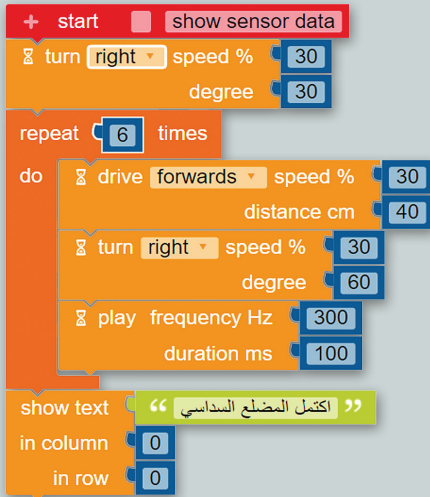 + start show sensor data
turn right speed % 30
degree 30
repeat 6 times
do drive forwards speed % 30
distance cm 40
turn right speed % 30
degree 60
play frequency Hz 300
duration ms 100
show text “ اكتمل المضلع السداسي ”
in column 0
in row 0